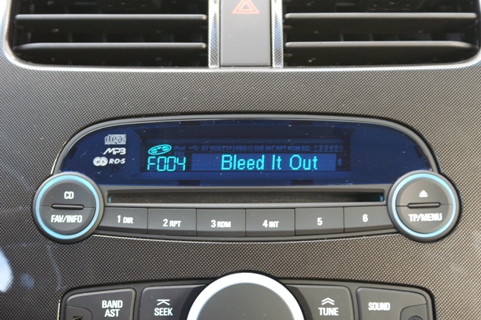 MP3
RDS
F004 Bleed It Out
CD
FAV/INFO
1 DIR
2 RPT
3 RDM
4 INT
5
6
TP/MENU
BAND
AST
SEEK
TUNE
SOUND